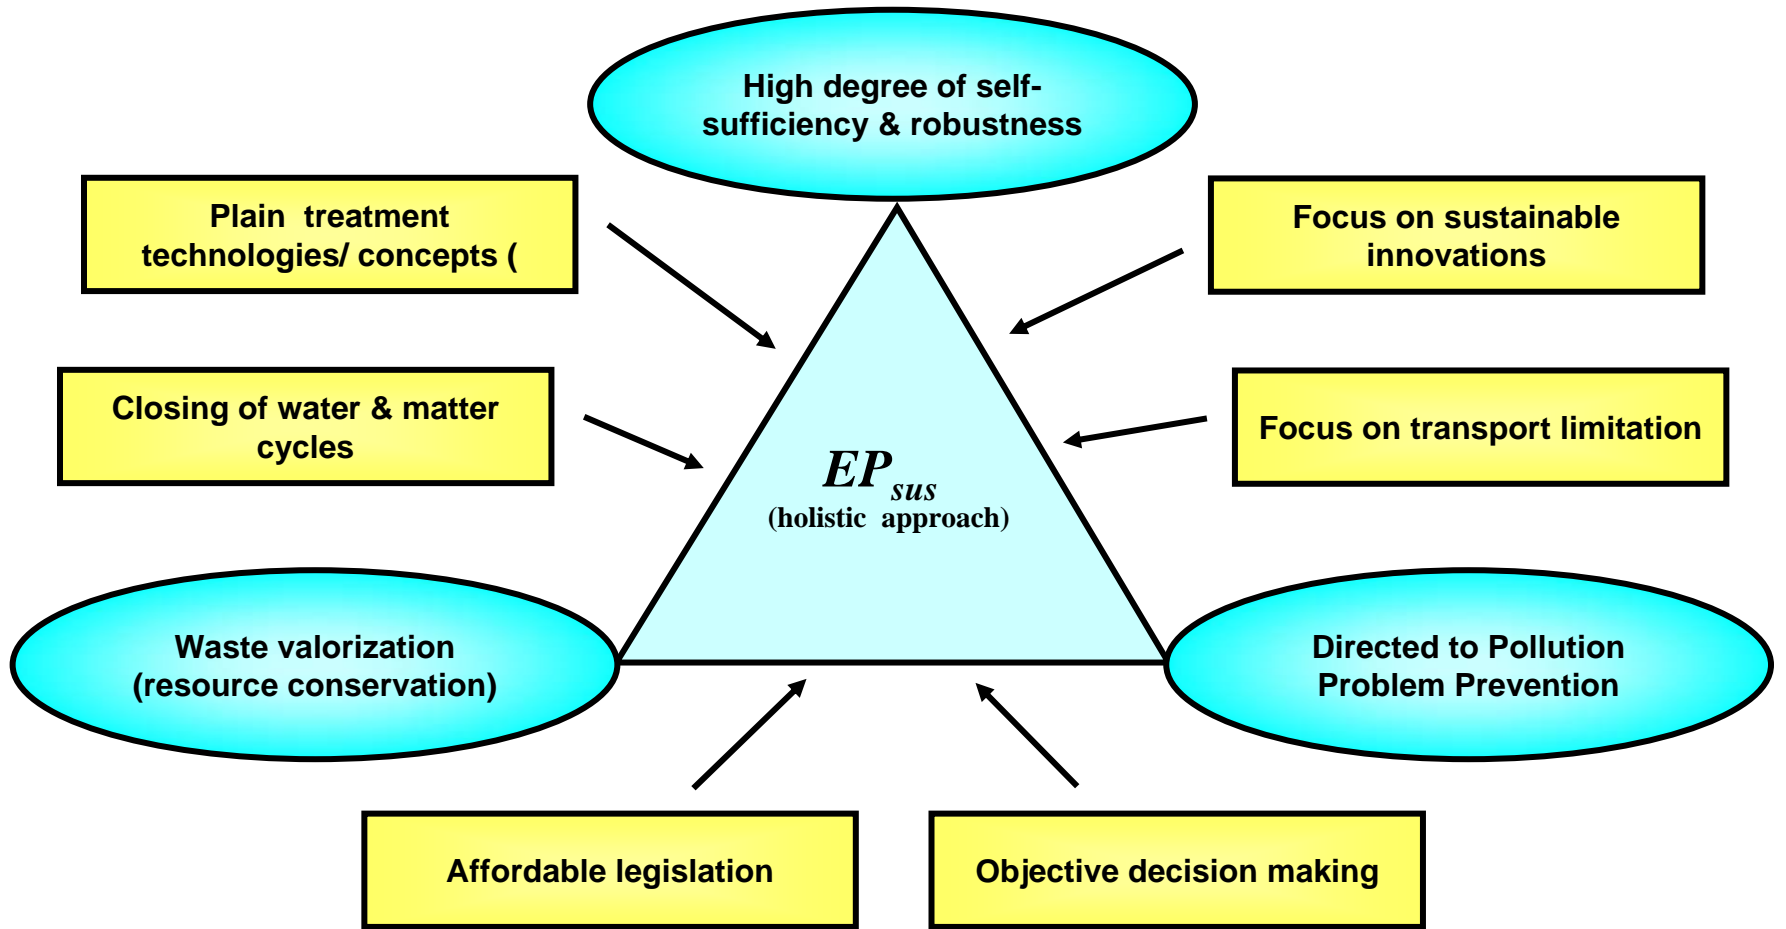 High degree of self-
sufficiency & robustness
Plain  treatment
technologies/ concepts (
Focus on sustainable
innovations
Closing of water & matter
cycles
Focus on transport limitation
EPsus
(holistic  approach)
Waste valorization
(resource conservation)
Directed to Pollution
Problem Prevention
Affordable legislation
Objective decision making